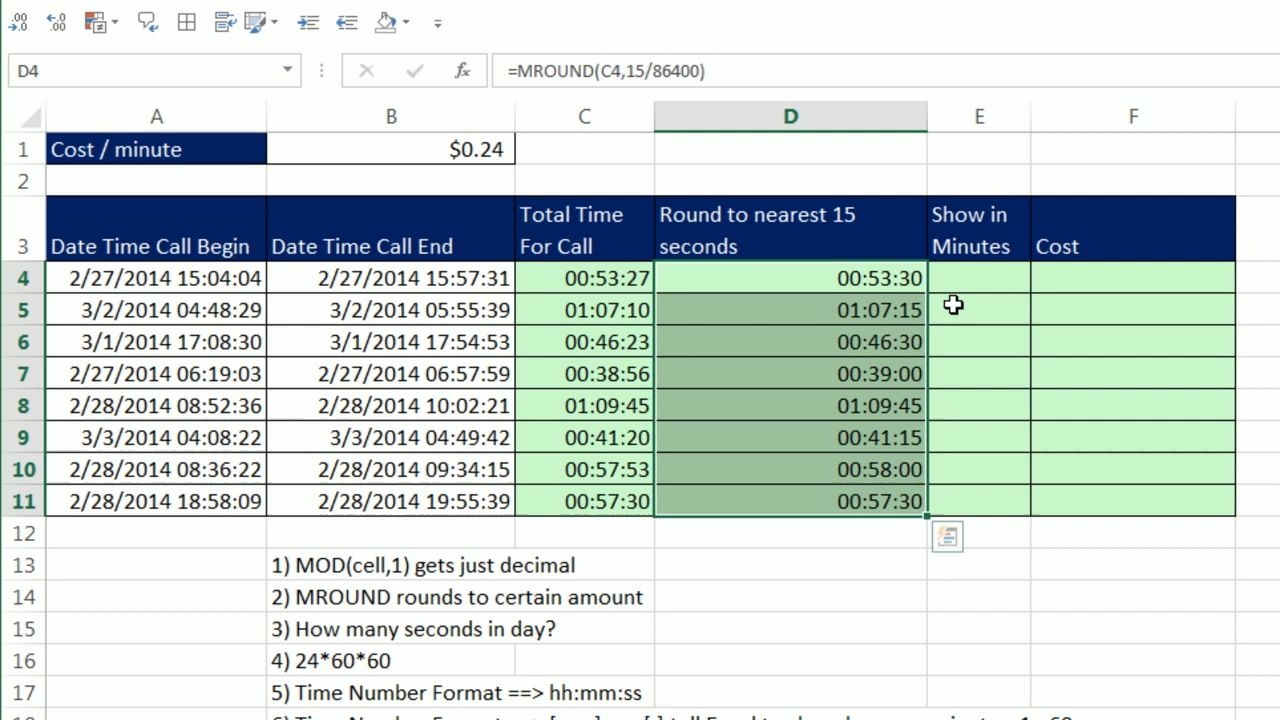 .00 →.0
←.0 .00
D4 fx =MROUND(C4,15/86400)
A B C D E F
1 Cost / minute $0.24
2
3 Date Time Call Begin Date Time Call End Total Time For Call Round to nearest 15 seconds Show in Minutes Cost
4 2/27/2014 15:04:04 2/27/2014 15:57:31 00:53:27 00:53:30
5 3/2/2014 04:48:29 3/2/2014 05:55:39 01:07:10 01:07:15
6 3/1/2014 17:08:30 3/1/2014 17:54:53 00:46:23 00:46:30
7 2/27/2014 06:19:03 2/27/2014 06:57:59 00:38:56 00:39:00
8 2/28/2014 08:52:36 2/28/2014 10:02:21 01:09:45 01:09:45
9 3/3/2014 04:08:22 3/3/2014 04:49:42 00:41:20 00:41:15
10 2/28/2014 08:36:22 2/28/2014 09:34:15 00:57:53 00:58:00
11 2/28/2014 18:58:09 2/28/2014 19:55:39 00:57:30 00:57:30
12
13 1) MOD(cell,1) gets just decimal
14 2) MROUND rounds to certain amount
15 3) How many seconds in day?
16 4) 24*60*60
17 5) Time Number Format ==> hh:mm:ss